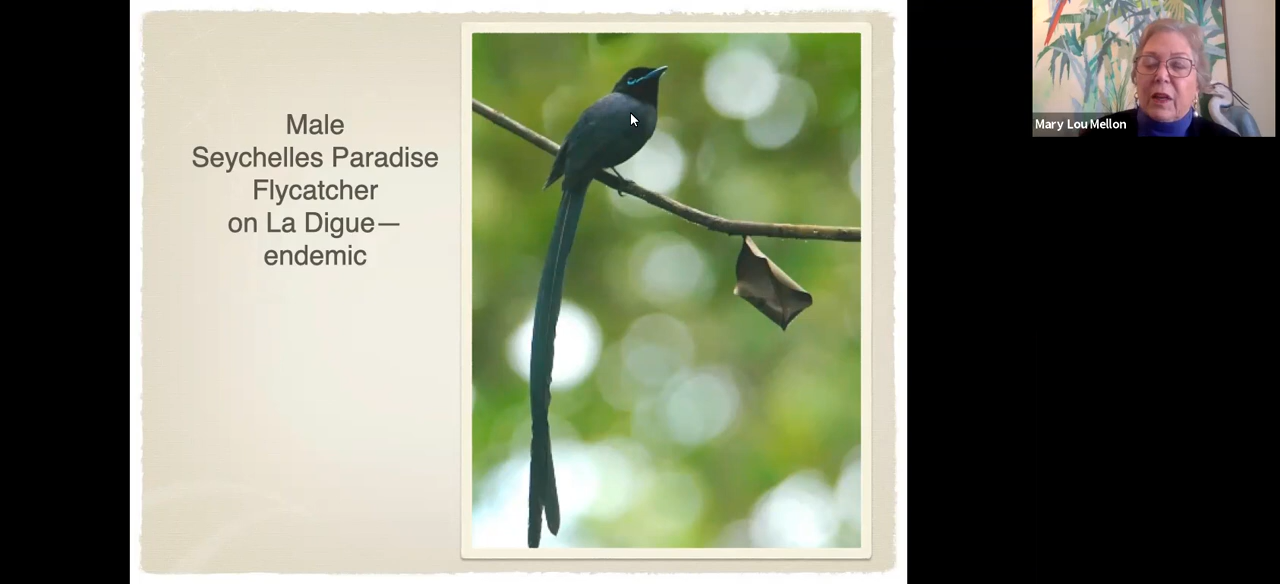 Male
Seychelles Paradise
Flycatcher
on La Digue—
endemic
Mary Lou Mellon